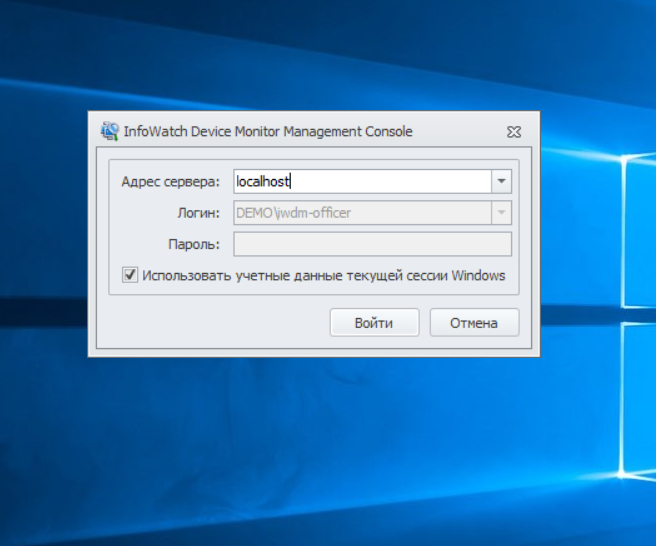 InfoWatch Device Monitor Management Console
Адрес сервера: localhost
Логин: DEMO\iwdm-officer
Пароль:
Использовать учетные данные текущей сессии Windows
Войти Отмена